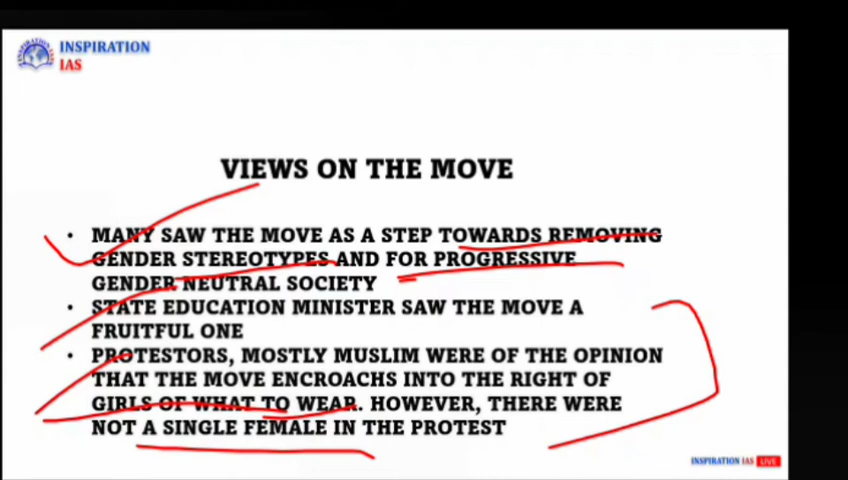 INSPIRATION
IAS
VIEWS ON THE MOVE
• MANY SAW THE MOVE AS A STEP TOWARDS REMOVING
GENDER STEREOTYPES AND FOR PROGRESSIVE
GENDER NEUTRAL SOCIETY
• STATE EDUCATION MINISTER SAW THE MOVE A
FRUITFUL ONE
• PROTESTORS, MOSTLY MUSLIM WERE OF THE OPINION
THAT THE MOVE ENCROACHS INTO THE RIGHT OF
GIRLS OF WHAT TO WEAR. HOWEVER, THERE WERE
NOT A SINGLE FEMALE IN THE PROTEST
INSPIRATION IAS LIVE